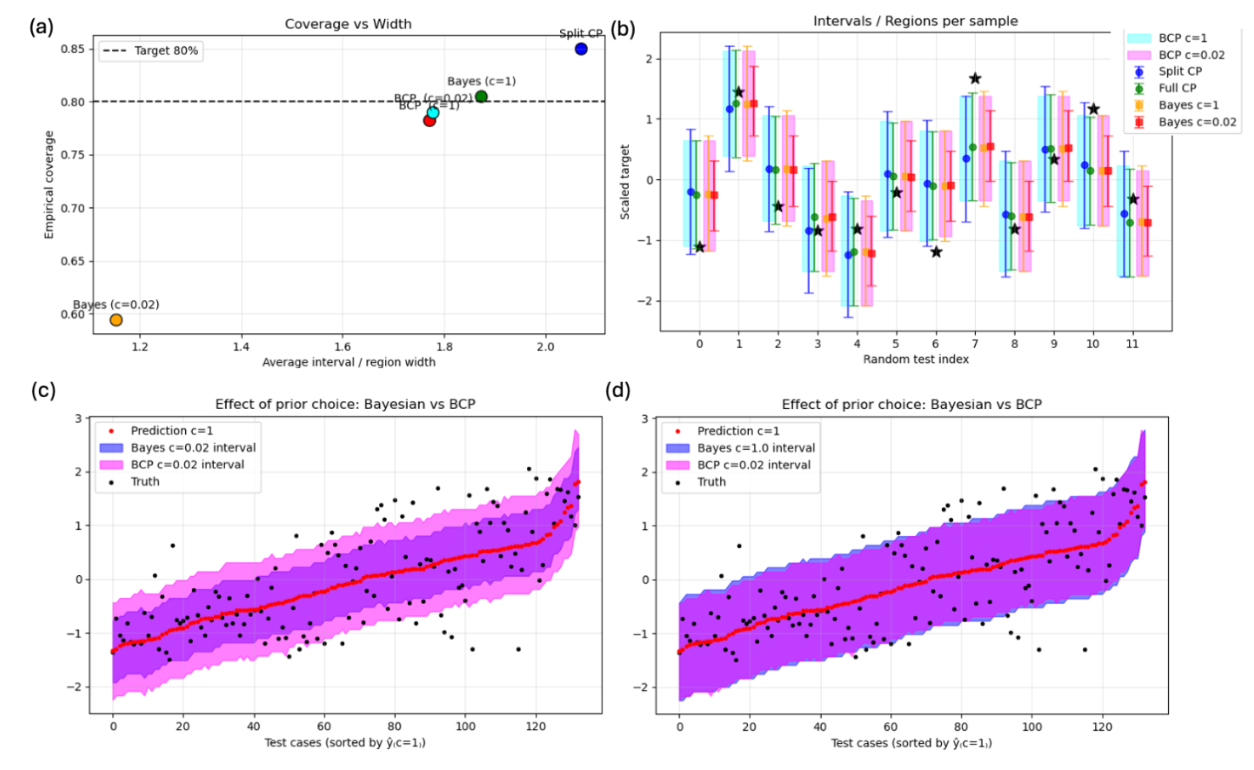 (a)
Coverage vs Width
Target 80%
Split CP
Bayes (c=1)
BCP (c=0.02)
BCP (c=1)
Bayes (c=0.02)
Empirical coverage
0.85
0.80
0.75
0.70
0.65
0.60
1.2 1.4 1.6 1.8 2.0
Average interval / region width
(b)
Intervals / Regions per sample
BCP c=1
BCP c=0.02
Split CP
Full CP
Bayes c=1
Bayes c=0.02
Scaled target
2
1
0
−1
−2
0 1 2 3 4 5 6 7 8 9 10 11
Random test index
(c)
Effect of prior choice: Bayesian vs BCP
Prediction c=1
Bayes c=0.02 interval
BCP c=0.02 interval
Truth
3
2
1
0
−1
−2
0 20 40 60 80 100 120
Test cases (sorted by ŷ₍c=1₎)
(d)
Effect of prior choice: Bayesian vs BCP
Prediction c=1
Bayes c=1.0 interval
BCP c=0.02 interval
Truth
3
2
1
0
−1
−2
0 20 40 60 80 100 120
Test cases (sorted by ŷ₍c=1₎)